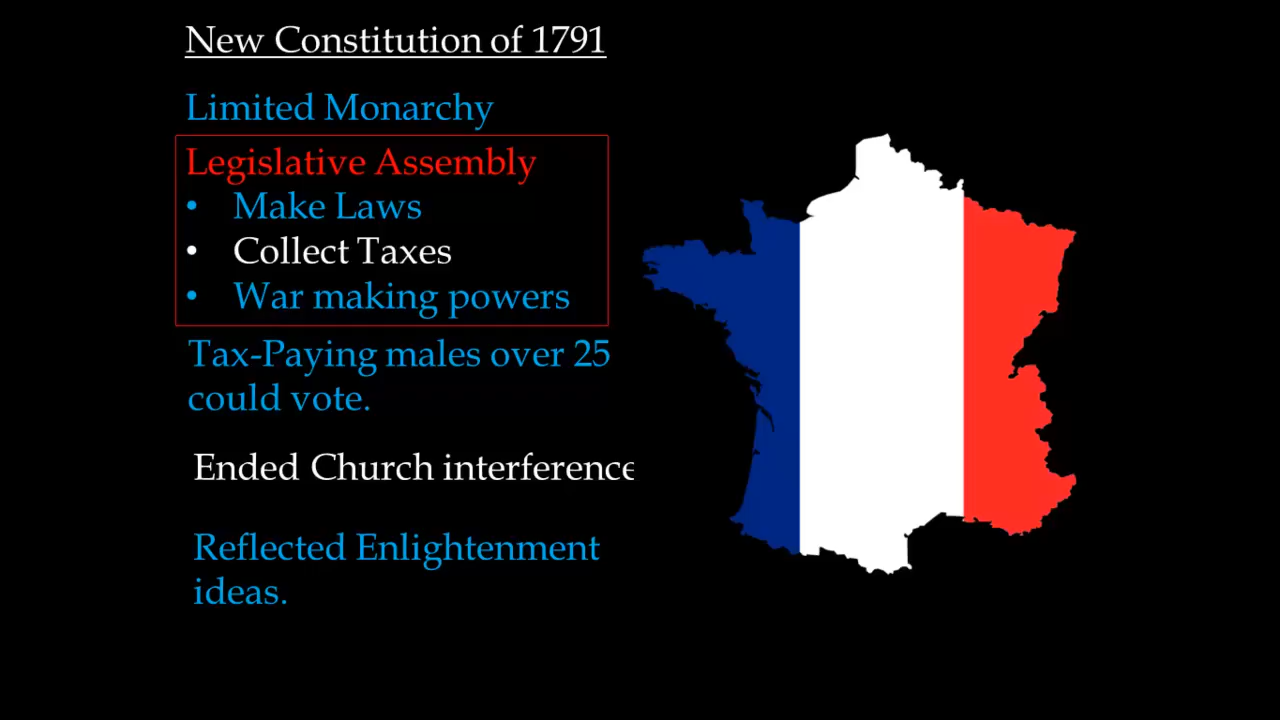 New Constitution of 1791
Limited Monarchy
Legislative Assembly
• Make Laws
• Collect Taxes
• War making powers
Tax-Paying males over 25
could vote.
Ended Church interference
Reflected Enlightenment
ideas.